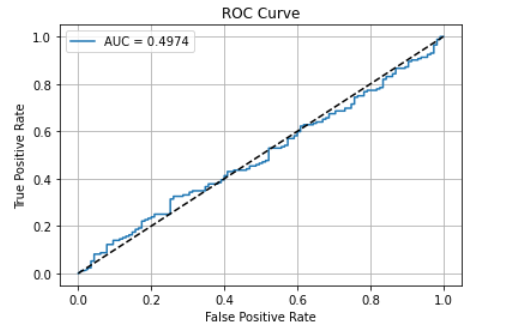 ROC Curve
AUC = 0.4974
True Positive Rate
1.0
0.8
0.6
0.4
0.2
0.0
0.0 0.2 0.4 0.6 0.8 1.0
False Positive Rate